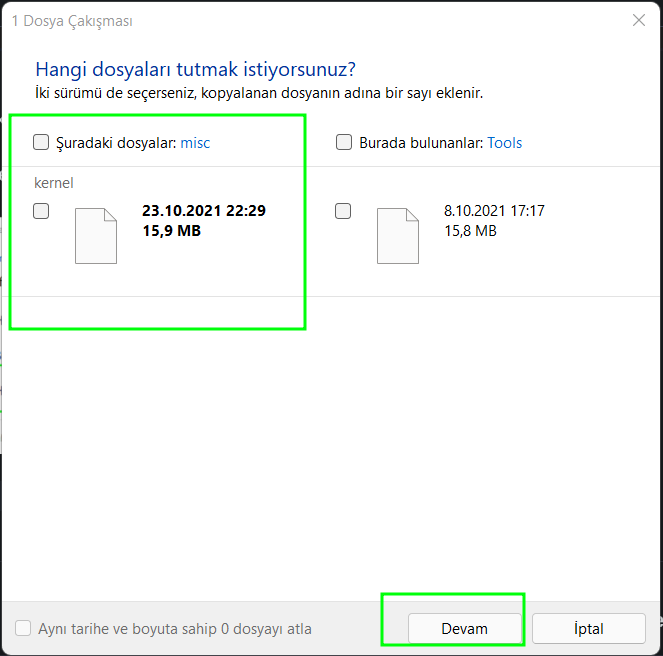 1 Dosya Çakışması
Hangi dosyaları tutmak istiyorsunuz?
İki sürümü de seçerseniz, kopyalanan dosyanın adına bir sayı eklenir.
Şuradaki dosyalar: misc
Burada bulunanlar: Tools
kernel
23.10.2021 22:29
15,9 MB
8.10.2021 17:17
15,8 MB
Aynı tarihe ve boyuta sahip 0 dosyayı atla
Devam
İptal